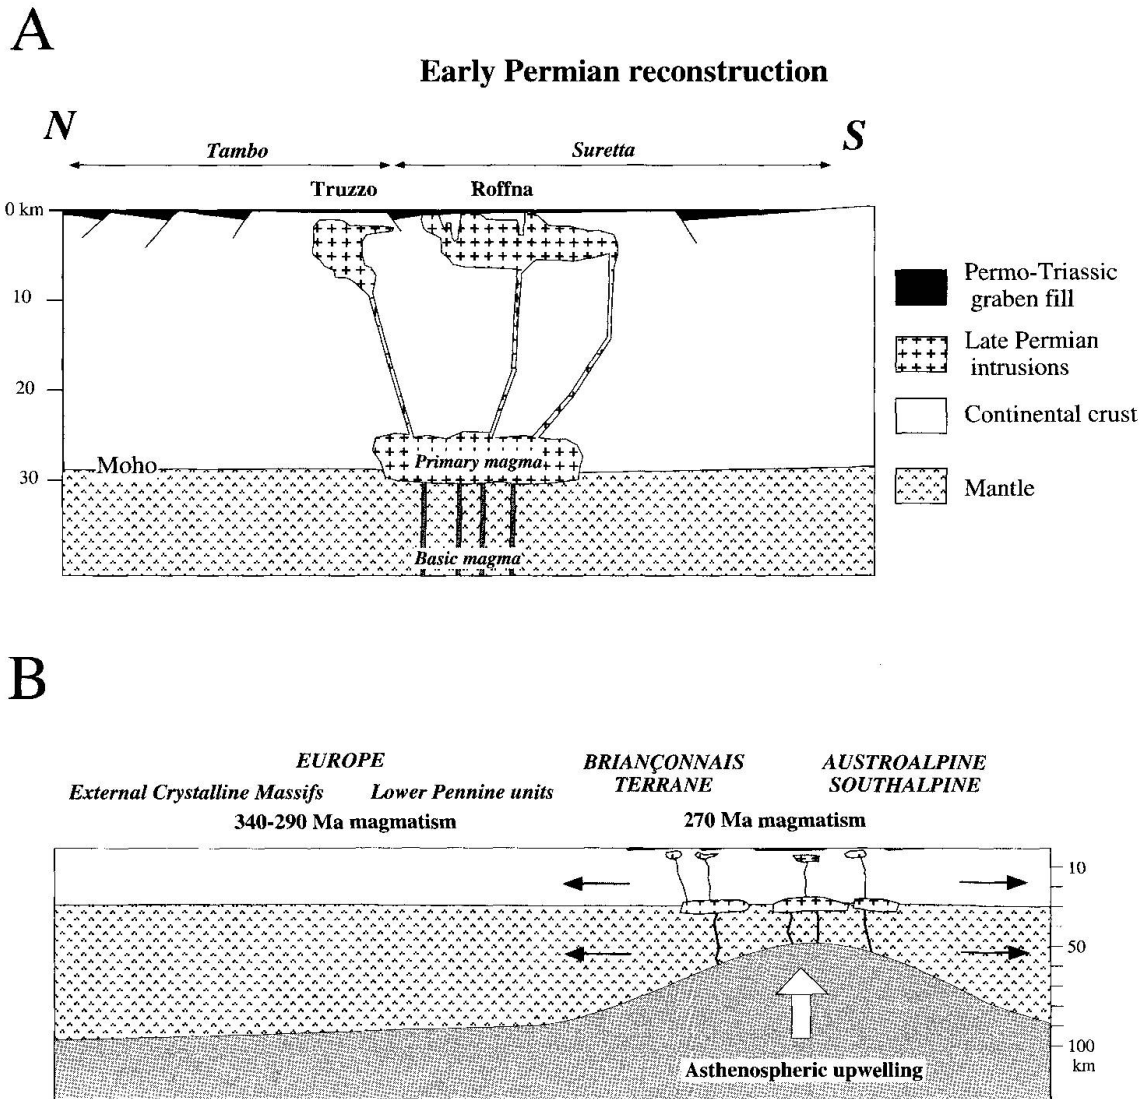 A
Early Permian reconstruction
N
S
Tambo
Suretta
Truzzo
Roffna
0 km
10
20
30
Moho
Primary magma
Basic magma
Permo-Triassic
graben fill
Late Permian
intrusions
Continental crust
Mantle
B
EUROPE
BRIANÇONNAIS
TERRANE
AUSTROALPINE
SOUTHALPINE
External Crystalline Massifs
Lower Pennine units
340-290 Ma magmatism
270 Ma magmatism
10
50
100
km
Asthenospheric upwelling